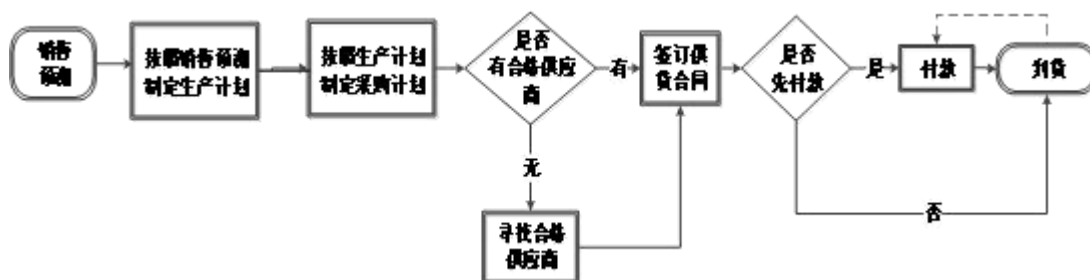 销售
预测
按照销售预测
制定生产计划
按照生产计划
制定采购计划
是否
有合格供应
商
有
无
寻找合格
供应商
签订供
货合同
是否
先付款
是
否
付款
到货